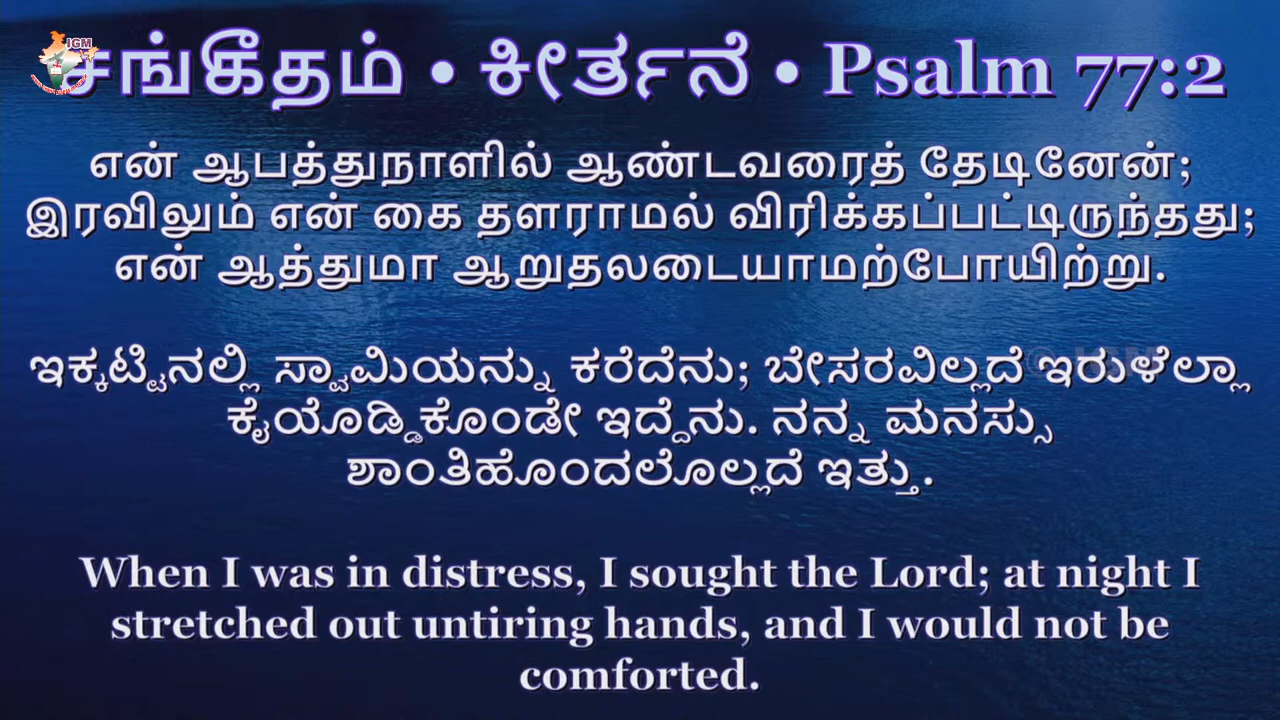 சங்கீதம் • ಕೀರ್ತನೆ • Psalm 77:2
IGM
என் ஆபத்துநாளில் ஆண்டவரைத் தேடினேன்;
இரவிலும் என் கை தளராமல் விரிக்கப்பட்டிருந்தது;
என் ஆத்துமா ஆறுதலடையாமற்போயிற்று.
ಇಕ್ಕಟ್ಟಿನಲ್ಲಿ ಸ್ವಾಮಿಯನ್ನು ಕರೆದೆನು; ಬೇಸರವಿಲ್ಲದೆ ಇರುಳೆಲ್ಲಾ
ಕೈಯೊಡ್ಡಿಕೊಂಡೇ ಇದ್ದೆನು. ನನ್ನ ಮನಸ್ಸು
ಶಾಂತಿಹೊಂದಲೊಲ್ಲದೆ ಇತ್ತು.
When I was in distress, I sought the Lord; at night I
stretched out untiring hands, and I would not be
comforted.